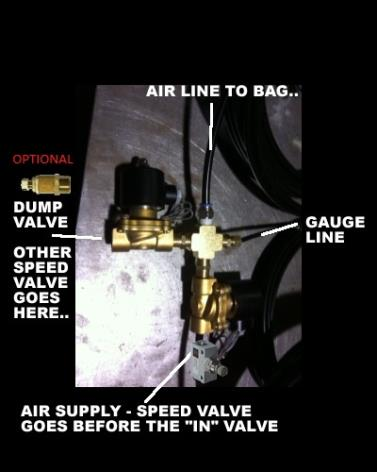 AIR LINE TO BAG..
OPTIONAL
DUMP
VALVE
OTHER
SPEED
VALVE
GOES
HERE..
GAUGE
LINE
AIR SUPPLY - SPEED VALVE
GOES BEFORE THE "IN" VALVE